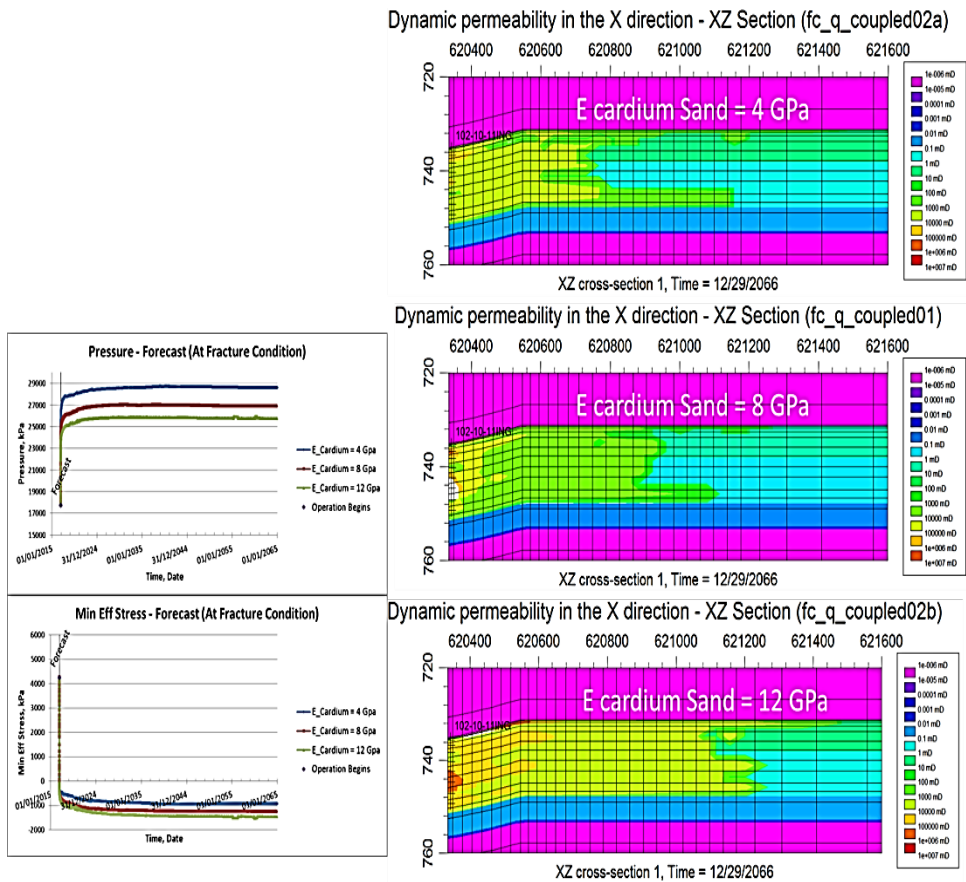 Dynamic permeability in the X direction - XZ Section (fc_q_coupled02a)
620400 620600 620800 621000 621200 621400 621600
720
740
760
E cardium Sand = 4 GPa
102-10-11ING
XZ cross-section 1, Time = 12/29/2066
1e-006 mD
1e-005 mD
0.0001 mD
0.001 mD
0.01 mD
0.1 mD
1 mD
10 mD
100 mD
1000 mD
10000 mD
100000 mD
1e+006 mD
1e+007 mD
Pressure - Forecast (At Fracture Condition)
29000
27000
25000
23000
21000
19000
17000
15000
Pressure, kPa
Forecast
E_Cardium = 4 Gpa
E_Cardium = 8 Gpa
E_Cardium = 12 Gpa
Operation Begins
01/01/2015 31/12/2024 01/01/2035 31/12/2044 01/01/2055 01/01/2065
Time, Date
Dynamic permeability in the X direction - XZ Section (fc_q_coupled01)
620400 620600 620800 621000 621200 621400 621600
720
740
760
E cardium Sand = 8 GPa
102-10-11ING
XZ cross-section 1, Time = 12/29/2066
1e-006 mD
1e-005 mD
0.0001 mD
0.001 mD
0.01 mD
0.1 mD
1 mD
10 mD
100 mD
1000 mD
10000 mD
100000 mD
1e+006 mD
1e+007 mD
Min Eff Stress - Forecast (At Fracture Condition)
6000
5000
4000
3000
2000
1000
0
-1000
-2000
Min Eff Stress, kPa
Forecast
E_Cardium = 4 Gpa
E_Cardium = 8 Gpa
E_Cardium = 12 Gpa
Operation Begins
01/01/2015 31/12/2024 01/01/2035 31/12/2044 01/01/2055 01/01/2065
Time, Date
Dynamic permeability in the X direction - XZ Section (fc_q_coupled02b)
620400 620600 620800 621000 621200 621400 621600
720
740
760
E cardium Sand = 12 GPa
102-10-11ING
XZ cross-section 1, Time = 12/29/2066
1e-006 mD
1e-005 mD
0.0001 mD
0.001 mD
0.01 mD
0.1 mD
1 mD
10 mD
100 mD
1000 mD
10000 mD
100000 mD
1e+006 mD
1e+007 mD